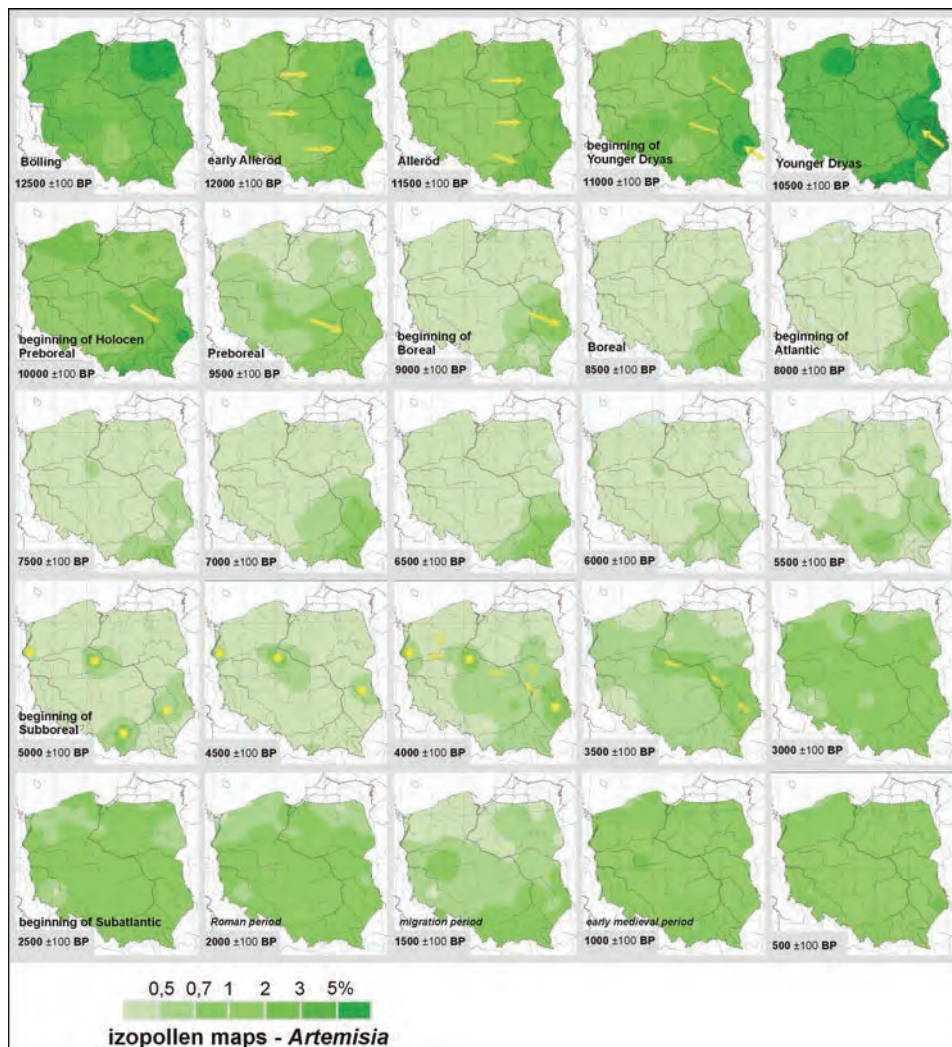 Bölling
12500 ±100 BP
early Alleröd
12000 ±100 BP
Alleröd
11500 ±100 BP
beginning of
Younger Dryas
11000 ±100 BP
Younger Dryas
10500 ±100 BP
beginning of Holocen
Preboreal
10000 ±100 BP
Preboreal
9500 ±100 BP
beginning of
Boreal
9000 ±100 BP
Boreal
8500 ±100 BP
beginning of
Atlantic
8000 ±100 BP
7500 ±100 BP
7000 ±100 BP
6500 ±100 BP
6000 ±100 BP
5500 ±100 BP
beginning of
Subboreal
5000 ±100 BP
4500 ±100 BP
4000 ±100 BP
3500 ±100 BP
3000 ±100 BP
beginning of Subatlantic
2500 ±100 BP
Roman period
2000 ±100 BP
migration period
1500 ±100 BP
early medieval period
1000 ±100 BP
500 ±100 BP
0,5 0,7 1 2 3 5%
izopollen maps - Artemisia